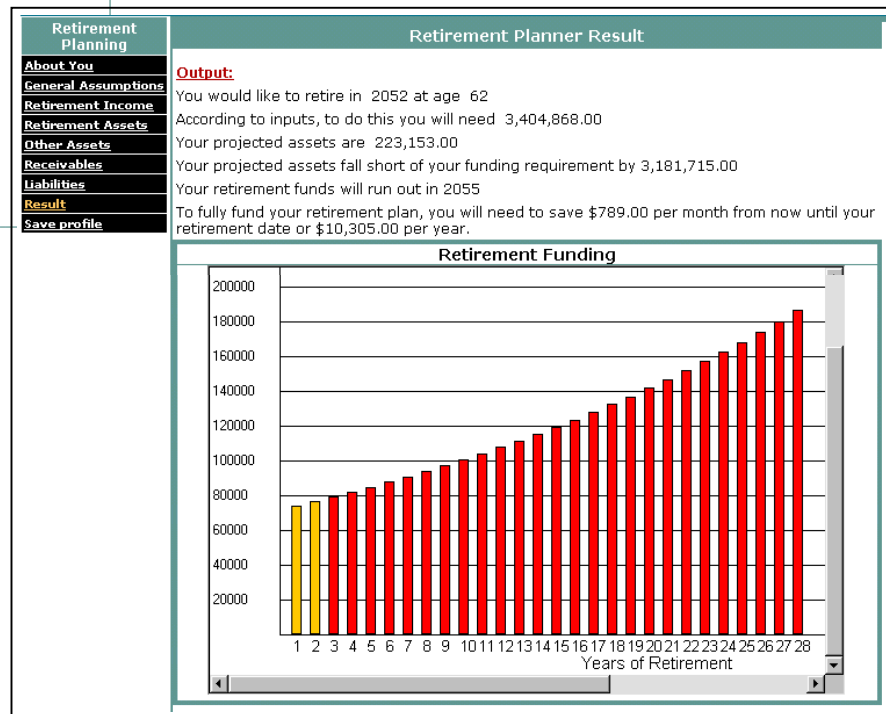 Retirement
Planning
About You
General Assumptions
Retirement Income
Retirement Assets
Other Assets
Receivables
Liabilities
Result
Save profile
Retirement Planner Result
Output:
You would like to retire in 2052 at age 62
According to inputs, to do this you will need 3,404,868.00
Your projected assets are 223,153.00
Your projected assets fall short of your funding requirement by 3,181,715.00
Your retirement funds will run out in 2055
To fully fund your retirement plan, you will need to save $789.00 per month from now until your
retirement date or $10,305.00 per year.
Retirement Funding
200000
180000
160000
140000
120000
100000
80000
60000
40000
20000
1 2 3 4 5 6 7 8 9 10 11 12 13 14 15 16 17 18 19 20 21 22 23 24 25 26 27 28
Years of Retirement